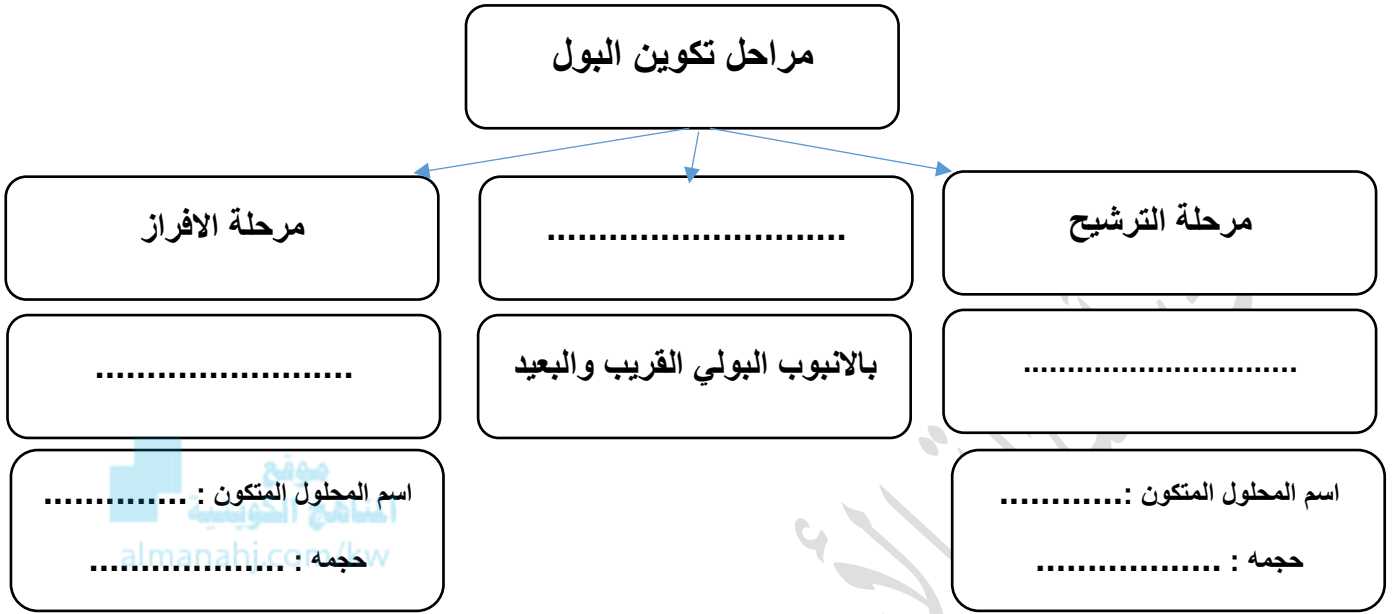 مراحل تكوين البول
مرحلة الترشيح
............................
مرحلة الافراز
..............................
بالانبوب البولي القريب والبعيد
.........................
اسم المحلول المتكون :............
حجمه : ..................
اسم المحلول المتكون : ..............
حجمه : ...................
موقع
المناهج الكويتية
almanahj.com/kw